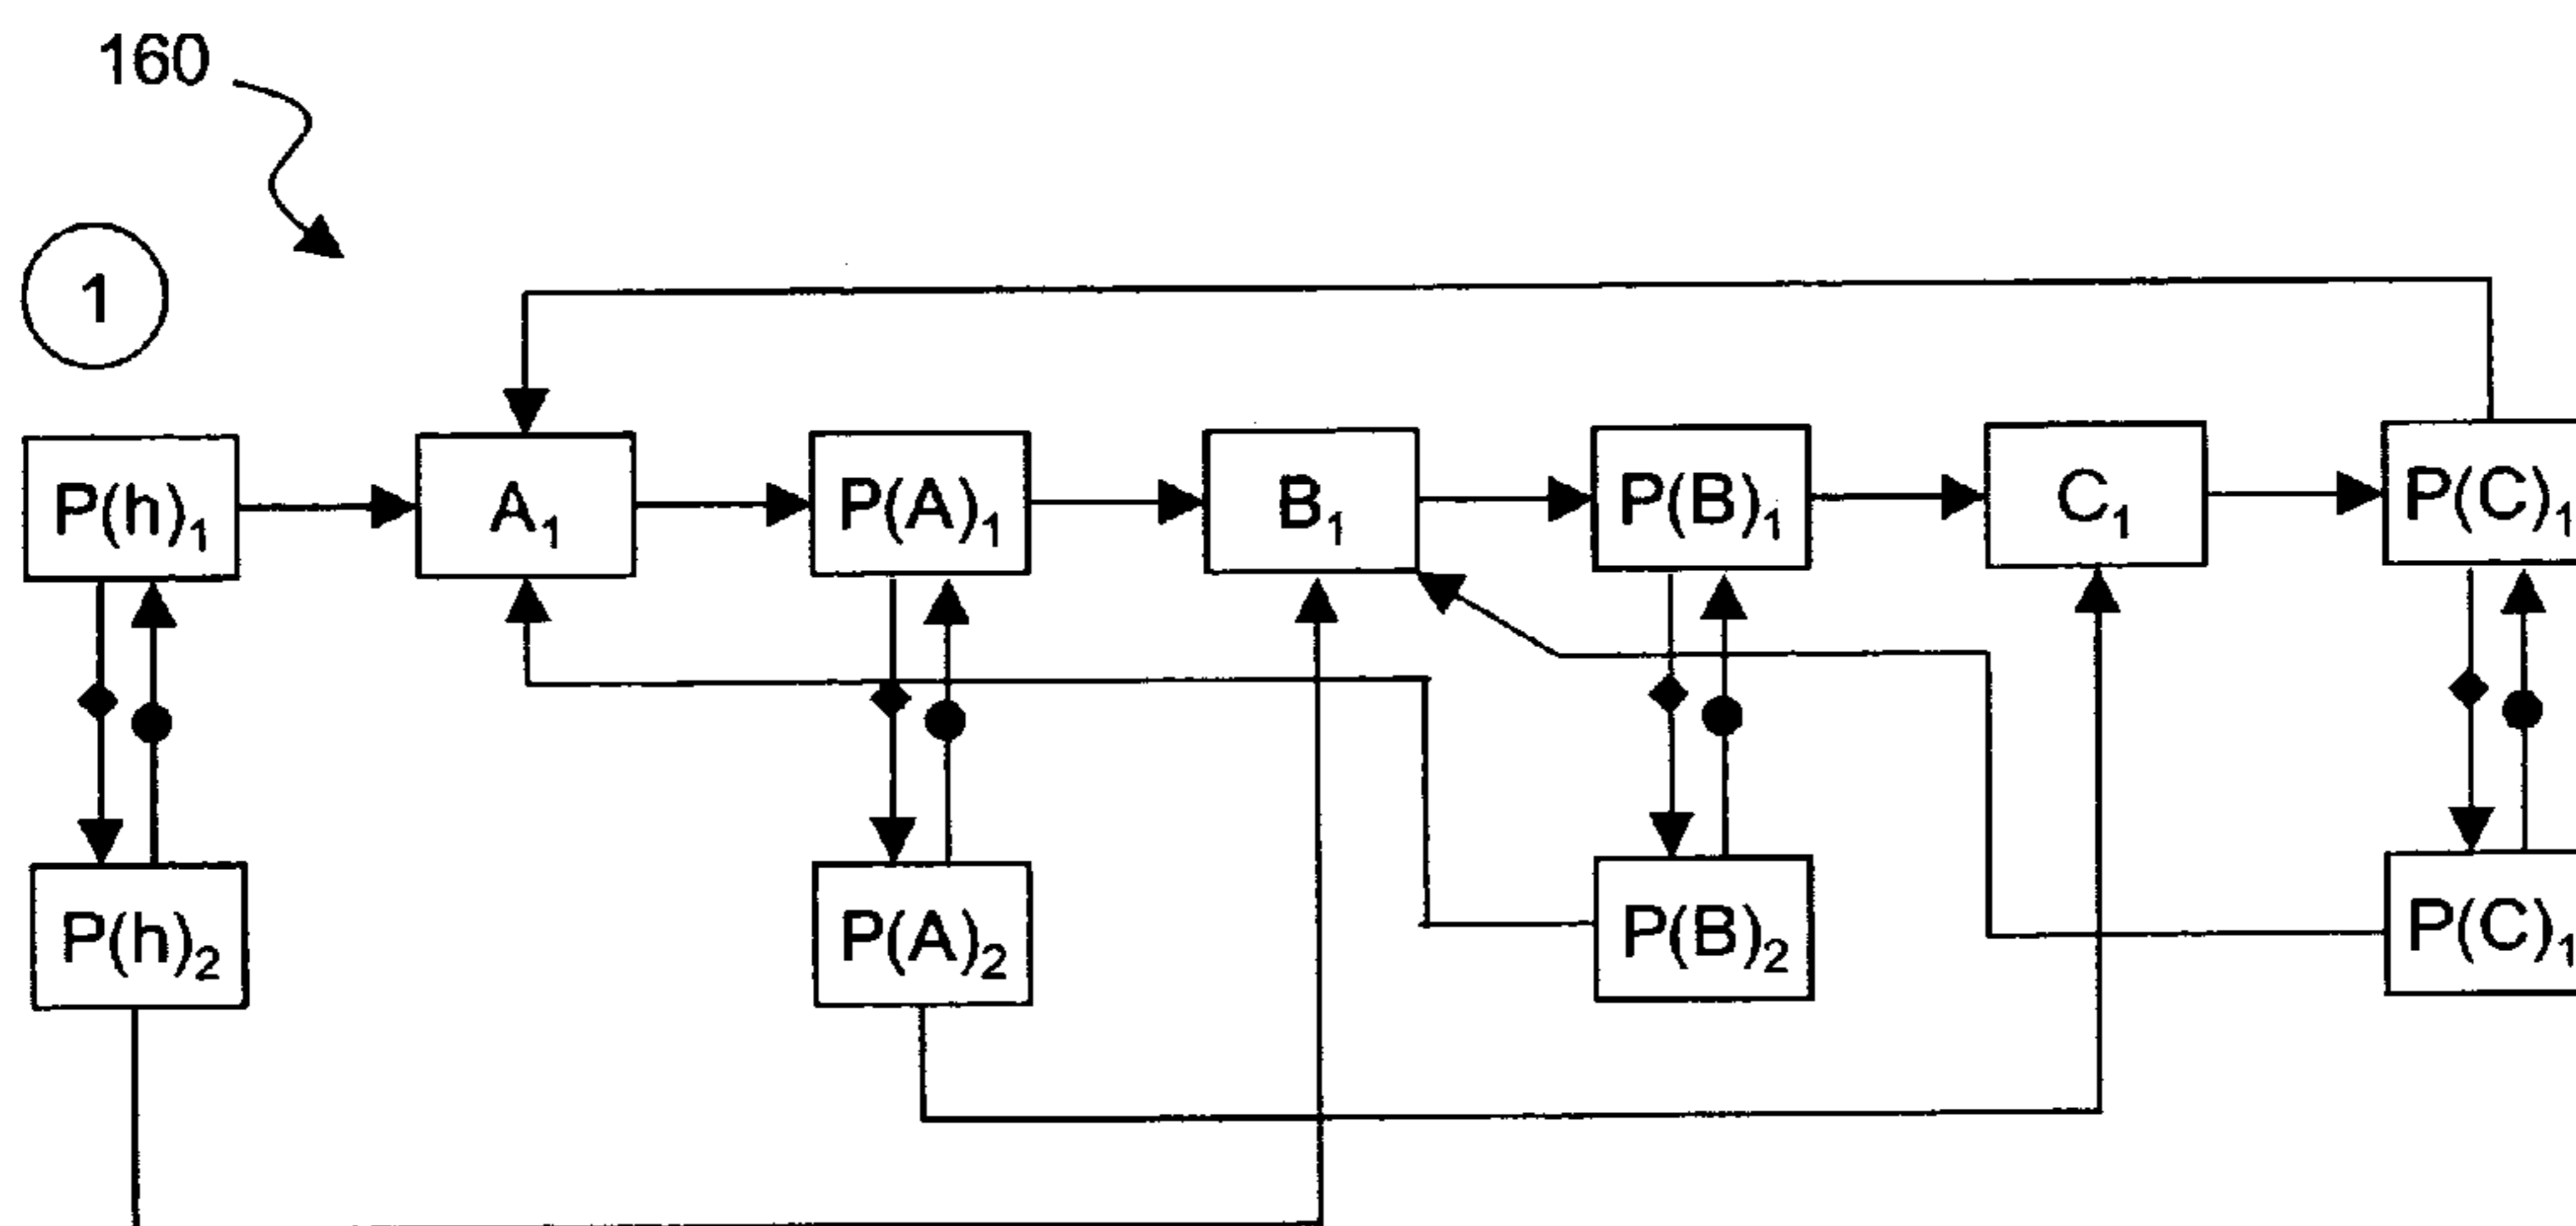 160
1
P(h)₁ A₁ P(A)₁ B₁ P(B)₁ C₁ P(C)₁
P(h)₂ P(A)₂ P(B)₂ P(C)₁